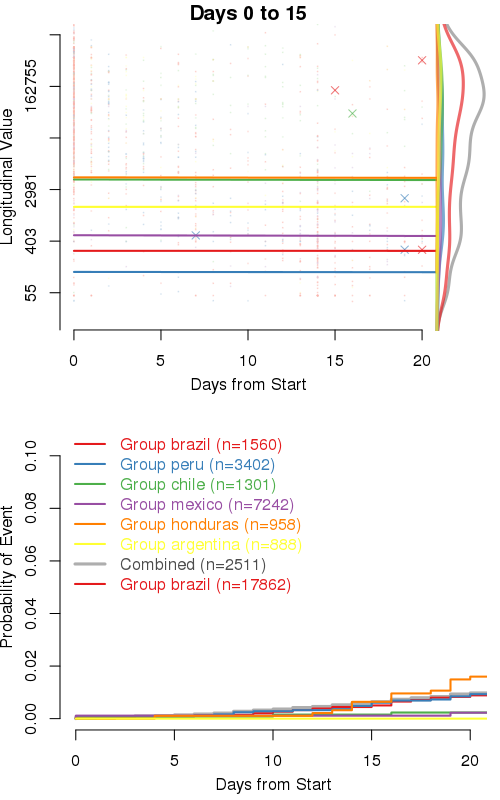 Days 0 to 15
Longitudinal Value
162755
2981
403
55
0 5 10 15 20
Days from Start
Group brazil (n=1560)
Group peru (n=3402)
Group chile (n=1301)
Group mexico (n=7242)
Group honduras (n=958)
Group argentina (n=888)
Combined (n=2511)
Group brazil (n=17862)
Probability of Event
0.10
0.08
0.06
0.04
0.02
0.00
0 5 10 15 20
Days from Start